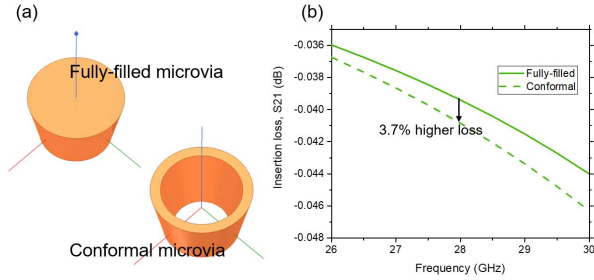 (a)
Fully-filled microvia
Conformal microvia
(b)
Insertion loss, S21 (dB)
-0.036
-0.038
-0.040
-0.042
-0.044
-0.046
-0.048
Fully-filled
Conformal
3.7% higher loss
26 27 28 29 30
Frequency (GHz)